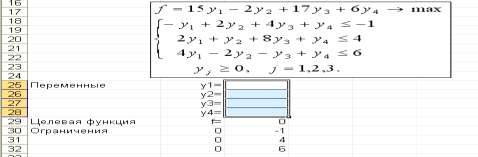 16
17
18
19
20
21
22
23
24
f = 15y₁ − 2y₂ + 17y₃ + 6y₄ → max
− y₁ + 2y₂ + 4y₃ + y₄ ≤ −1
2y₁ + y₂ + 8y₃ + y₄ ≤ 4
4y₁ − 2y₂ − y₃ + y₄ ≤ 6
yⱼ ≥ 0, j = 1,2,3.
25 Переменные y1=
26 y2=
27 y3=
28 y4=
29 Целевая функция f= 0
30 Ограничения 0 -1
31 0 4
32 0 6